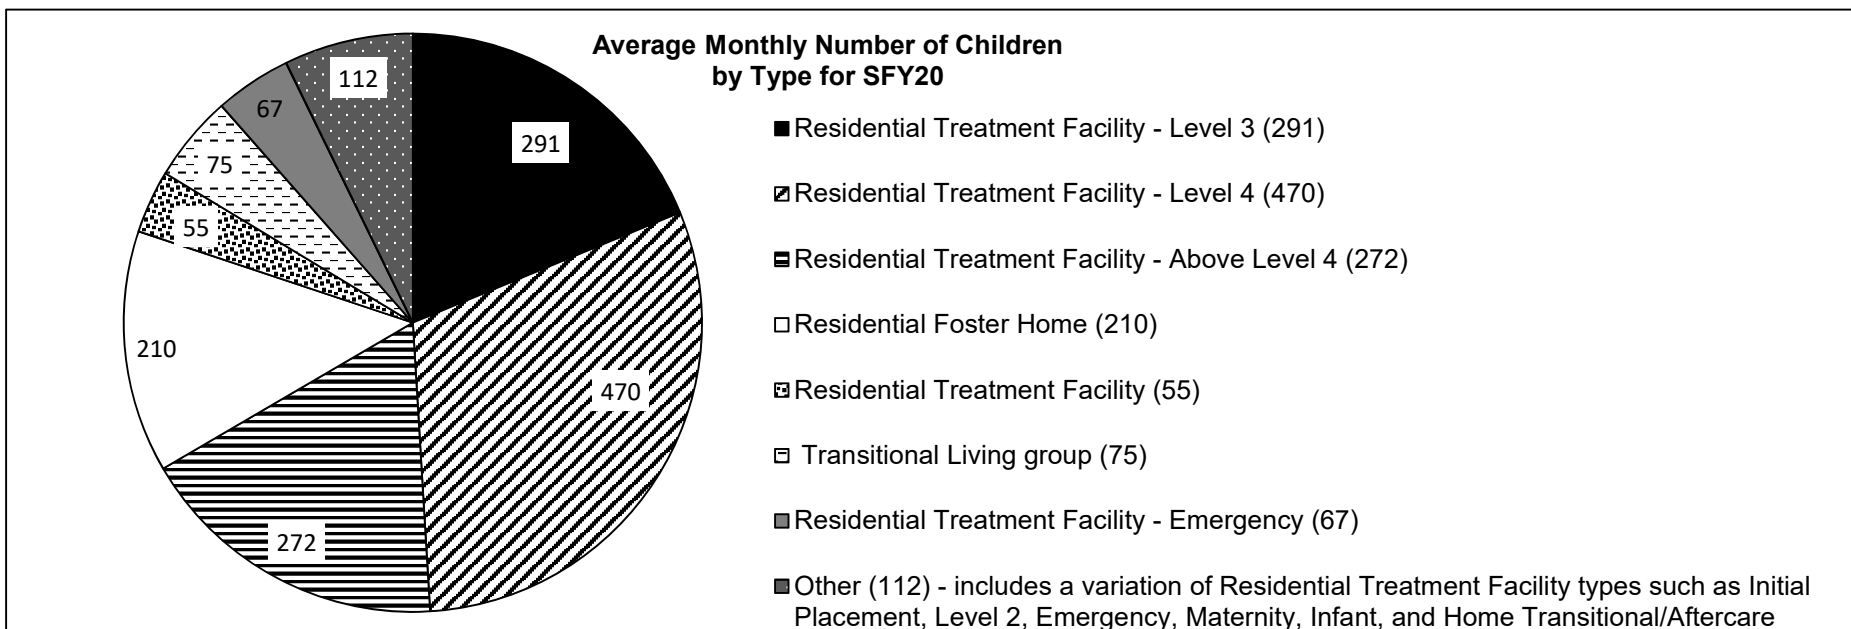 Average Monthly Number of Children
by Type for SFY20
112
67
291
75
55
210
470
272
Residential Treatment Facility - Level 3 (291)
Residential Treatment Facility - Level 4 (470)
Residential Treatment Facility - Above Level 4 (272)
Residential Foster Home (210)
Residential Treatment Facility (55)
Transitional Living group (75)
Residential Treatment Facility - Emergency (67)
Other (112) - includes a variation of Residential Treatment Facility types such as Initial
Placement, Level 2, Emergency, Maternity, Infant, and Home Transitional/Aftercare